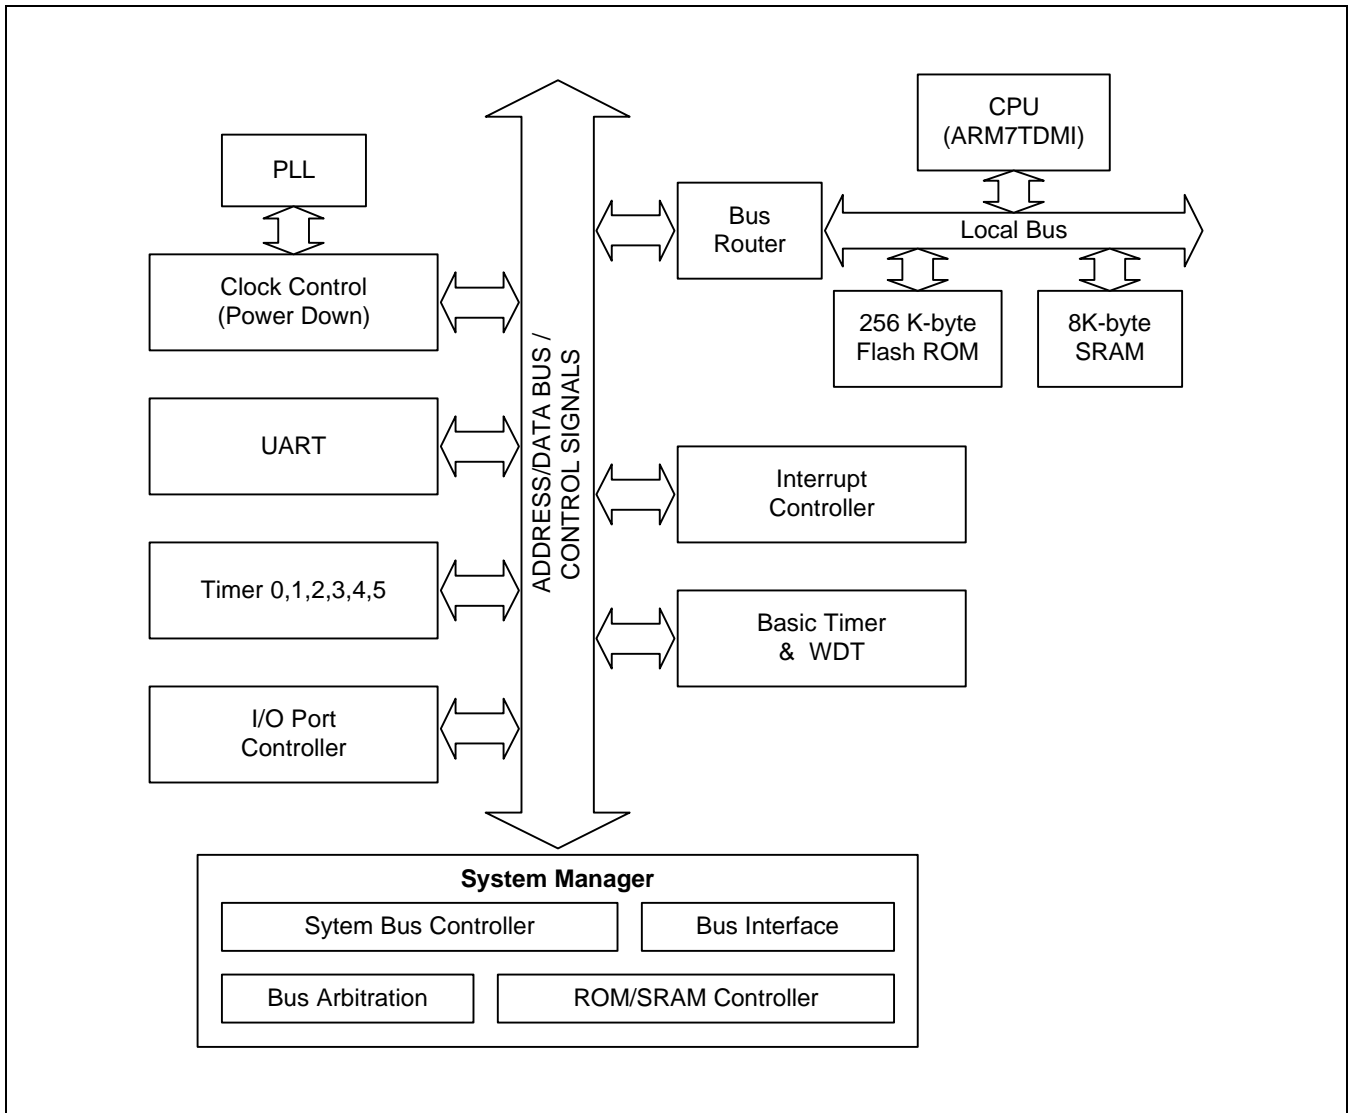 CPU
(ARM7TDMI)
PLL
Bus
Router
Local Bus
Clock Control
(Power Down)
256 K-byte
Flash ROM
8K-byte
SRAM
ADDRESS/DATA BUS /
CONTROL SIGNALS
UART
Interrupt
Controller
Timer 0,1,2,3,4,5
Basic Timer
& WDT
I/O Port
Controller
System Manager
Sytem Bus Controller
Bus Interface
Bus Arbitration
ROM/SRAM Controller